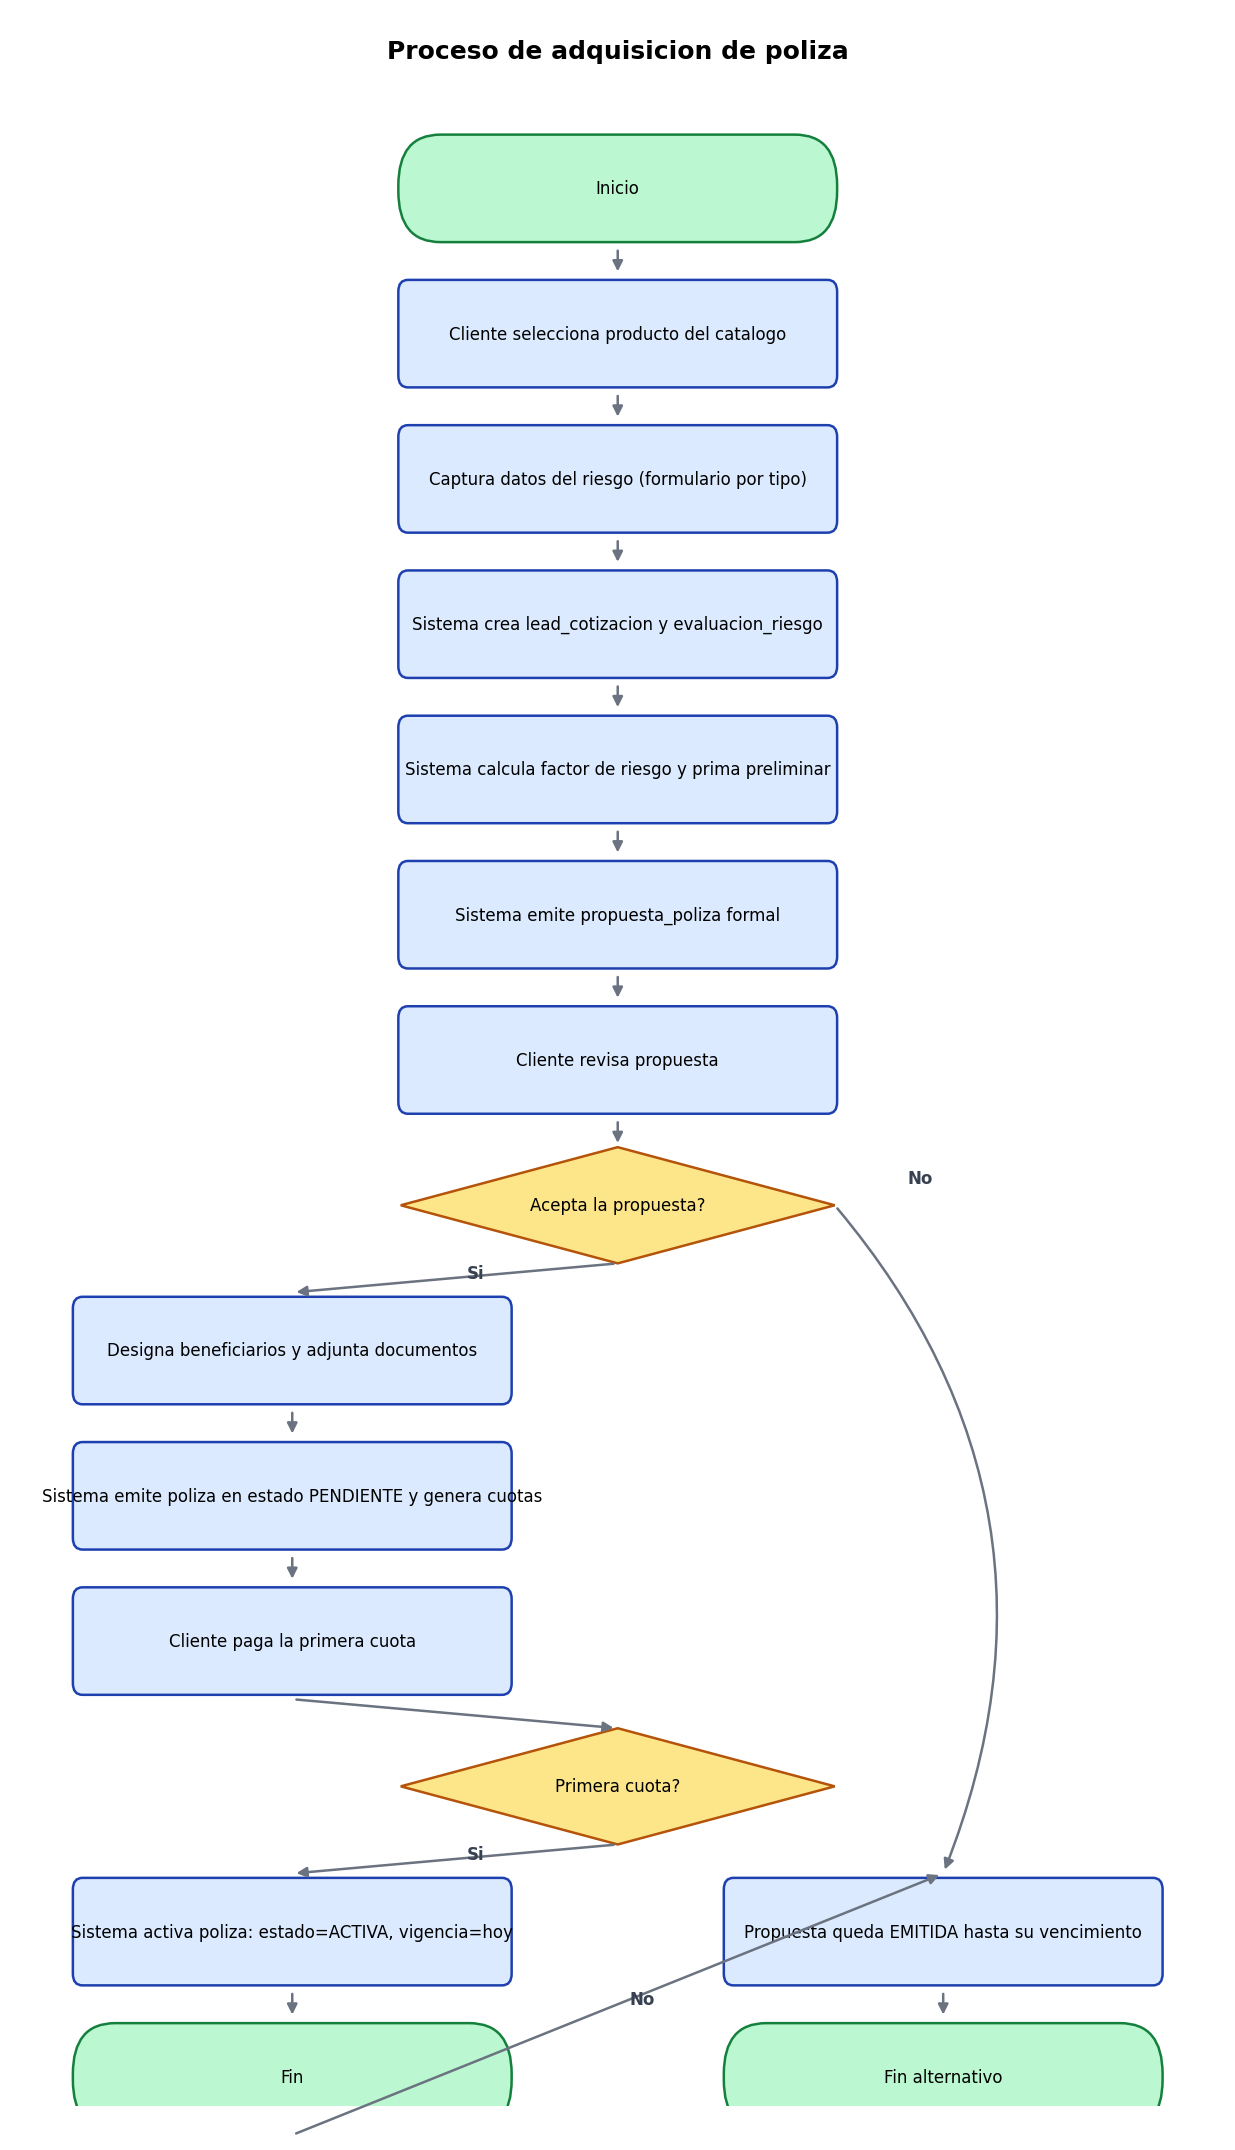 Proceso de adquisicion de poliza
Inicio
Cliente selecciona producto del catalogo
Captura datos del riesgo (formulario por tipo)
Sistema crea lead_cotizacion y evaluacion_riesgo
Sistema calcula factor de riesgo y prima preliminar
Sistema emite propuesta_poliza formal
Cliente revisa propuesta
No
Acepta la propuesta?
Si
Designa beneficiarios y adjunta documentos
Sistema emite poliza en estado PENDIENTE y genera cuotas
Cliente paga la primera cuota
Primera cuota?
Si
Sistema activa poliza: estado=ACTIVA, vigencia=hoy
Propuesta queda EMITIDA hasta su vencimiento
No
Fin
Fin alternativo